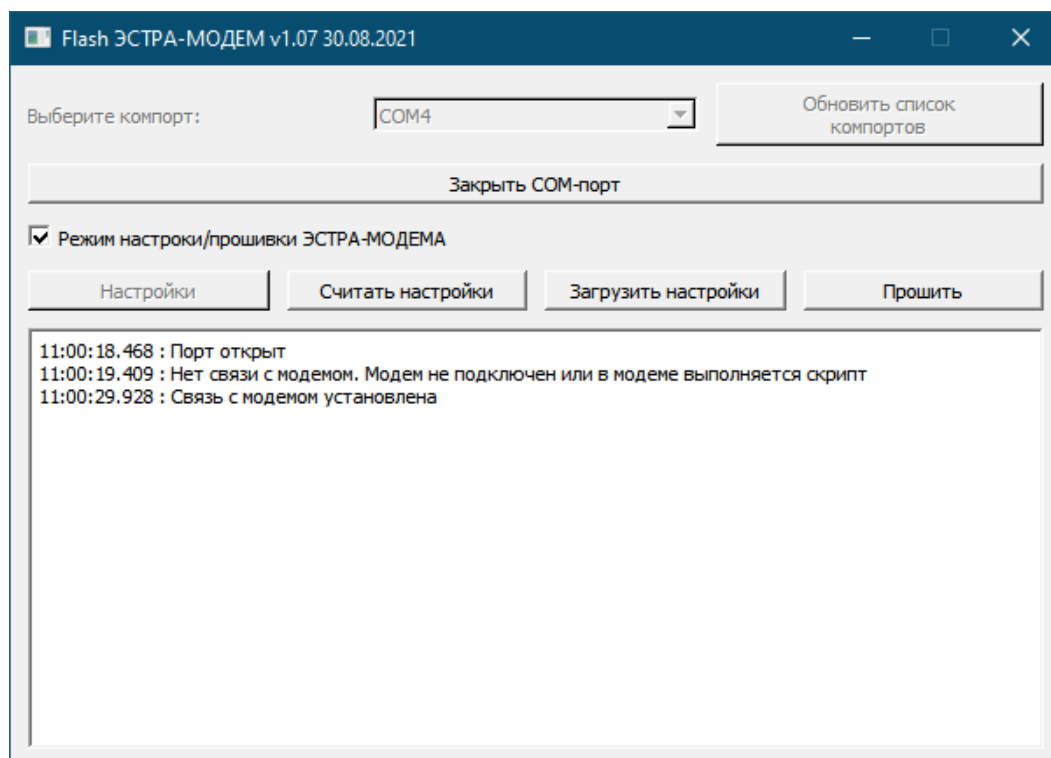 Flash ЭСТРА-МОДЕМ v1.07 30.08.2021
Выберите компорт:
COM4
Обновить список
компортов
Закрыть COM-порт
Режим настроки/прошивки ЭСТРА-МОДЕМА
Настройки
Считать настройки
Загрузить настройки
Прошить
11:00:18.468 : Порт открыт
11:00:19.409 : Нет связи с модемом. Модем не подключен или в модеме выполняется скрипт
11:00:29.928 : Связь с модемом установлена